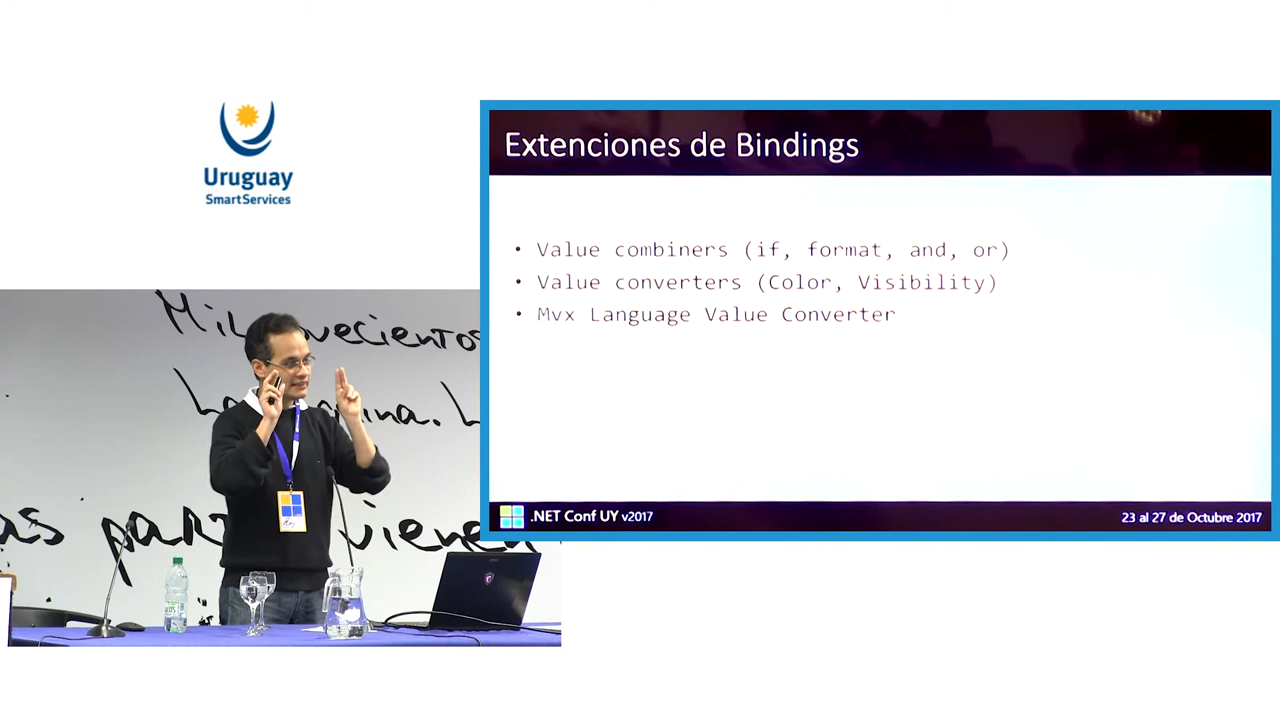 Uruguay
SmartServices
Extenciones de Bindings
• Value combiners (if, format, and, or)
• Value converters (Color, Visibility)
• Mvx Language Value Converter
.NET Conf UY v2017
23 al 27 de Octubre 2017